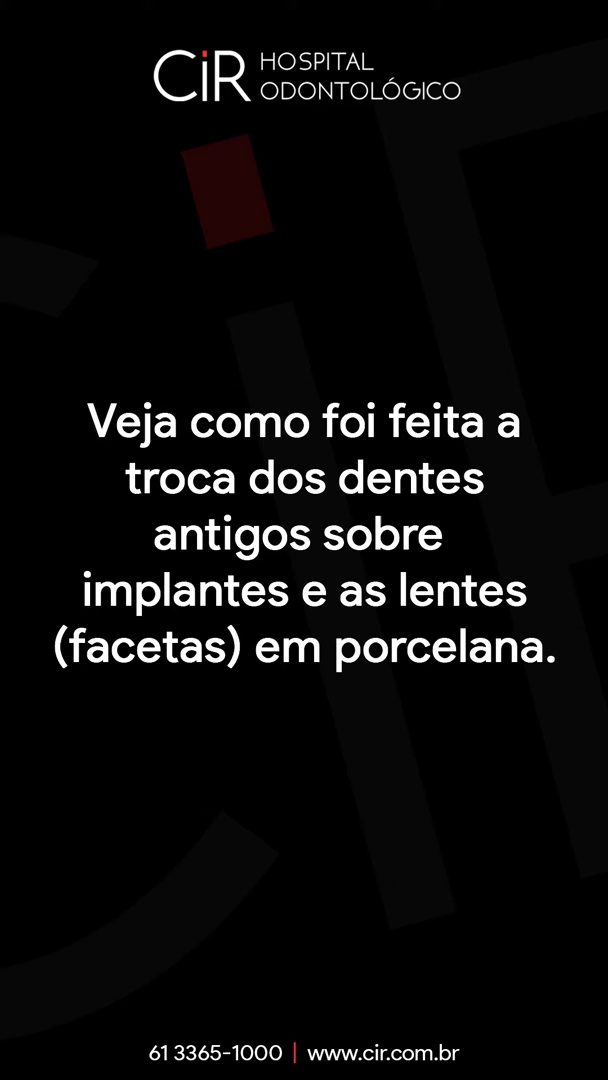 CiR HOSPITAL
ODONTOLÓGICO
Veja como foi feita a
troca dos dentes
antigos sobre
implantes e as lentes
(facetas) em porcelana.
61 3365-1000 | www.cir.com.br